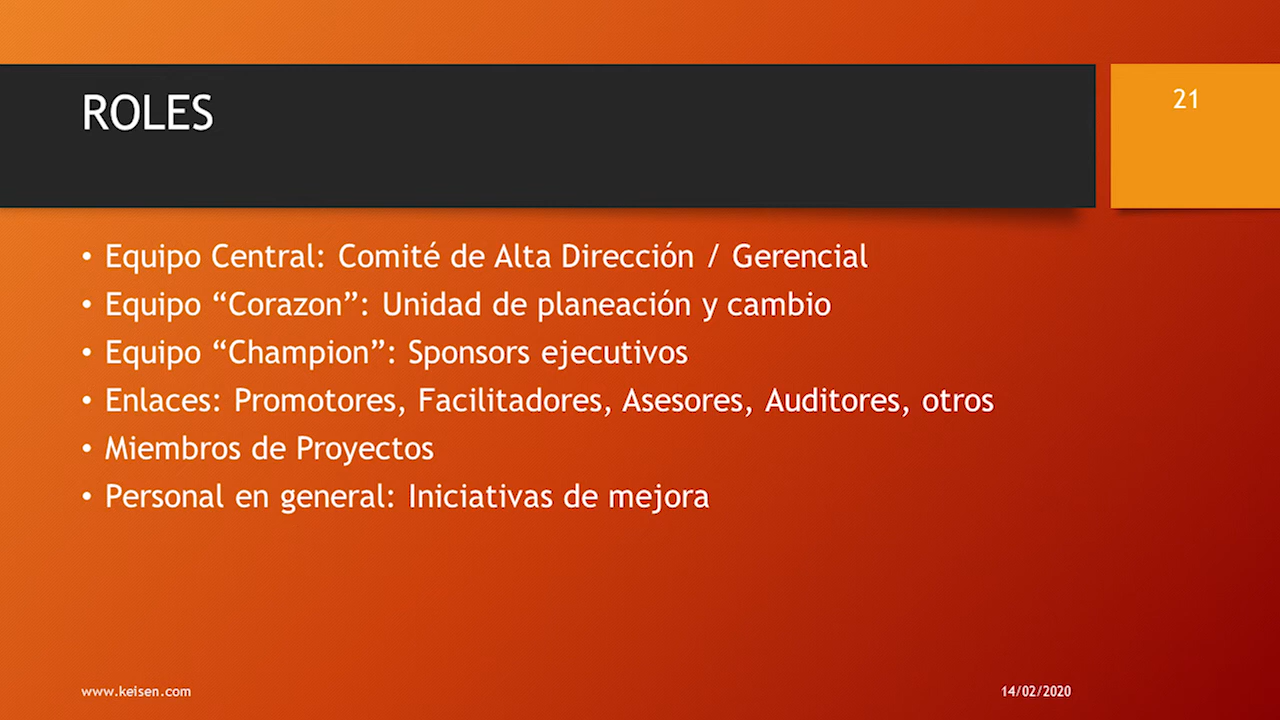 ROLES
21
• Equipo Central: Comité de Alta Dirección / Gerencial
• Equipo “Corazon”: Unidad de planeación y cambio
• Equipo “Champion”: Sponsors ejecutivos
• Enlaces: Promotores, Facilitadores, Asesores, Auditores, otros
• Miembros de Proyectos
• Personal en general: Iniciativas de mejora
www.keisen.com
14/02/2020